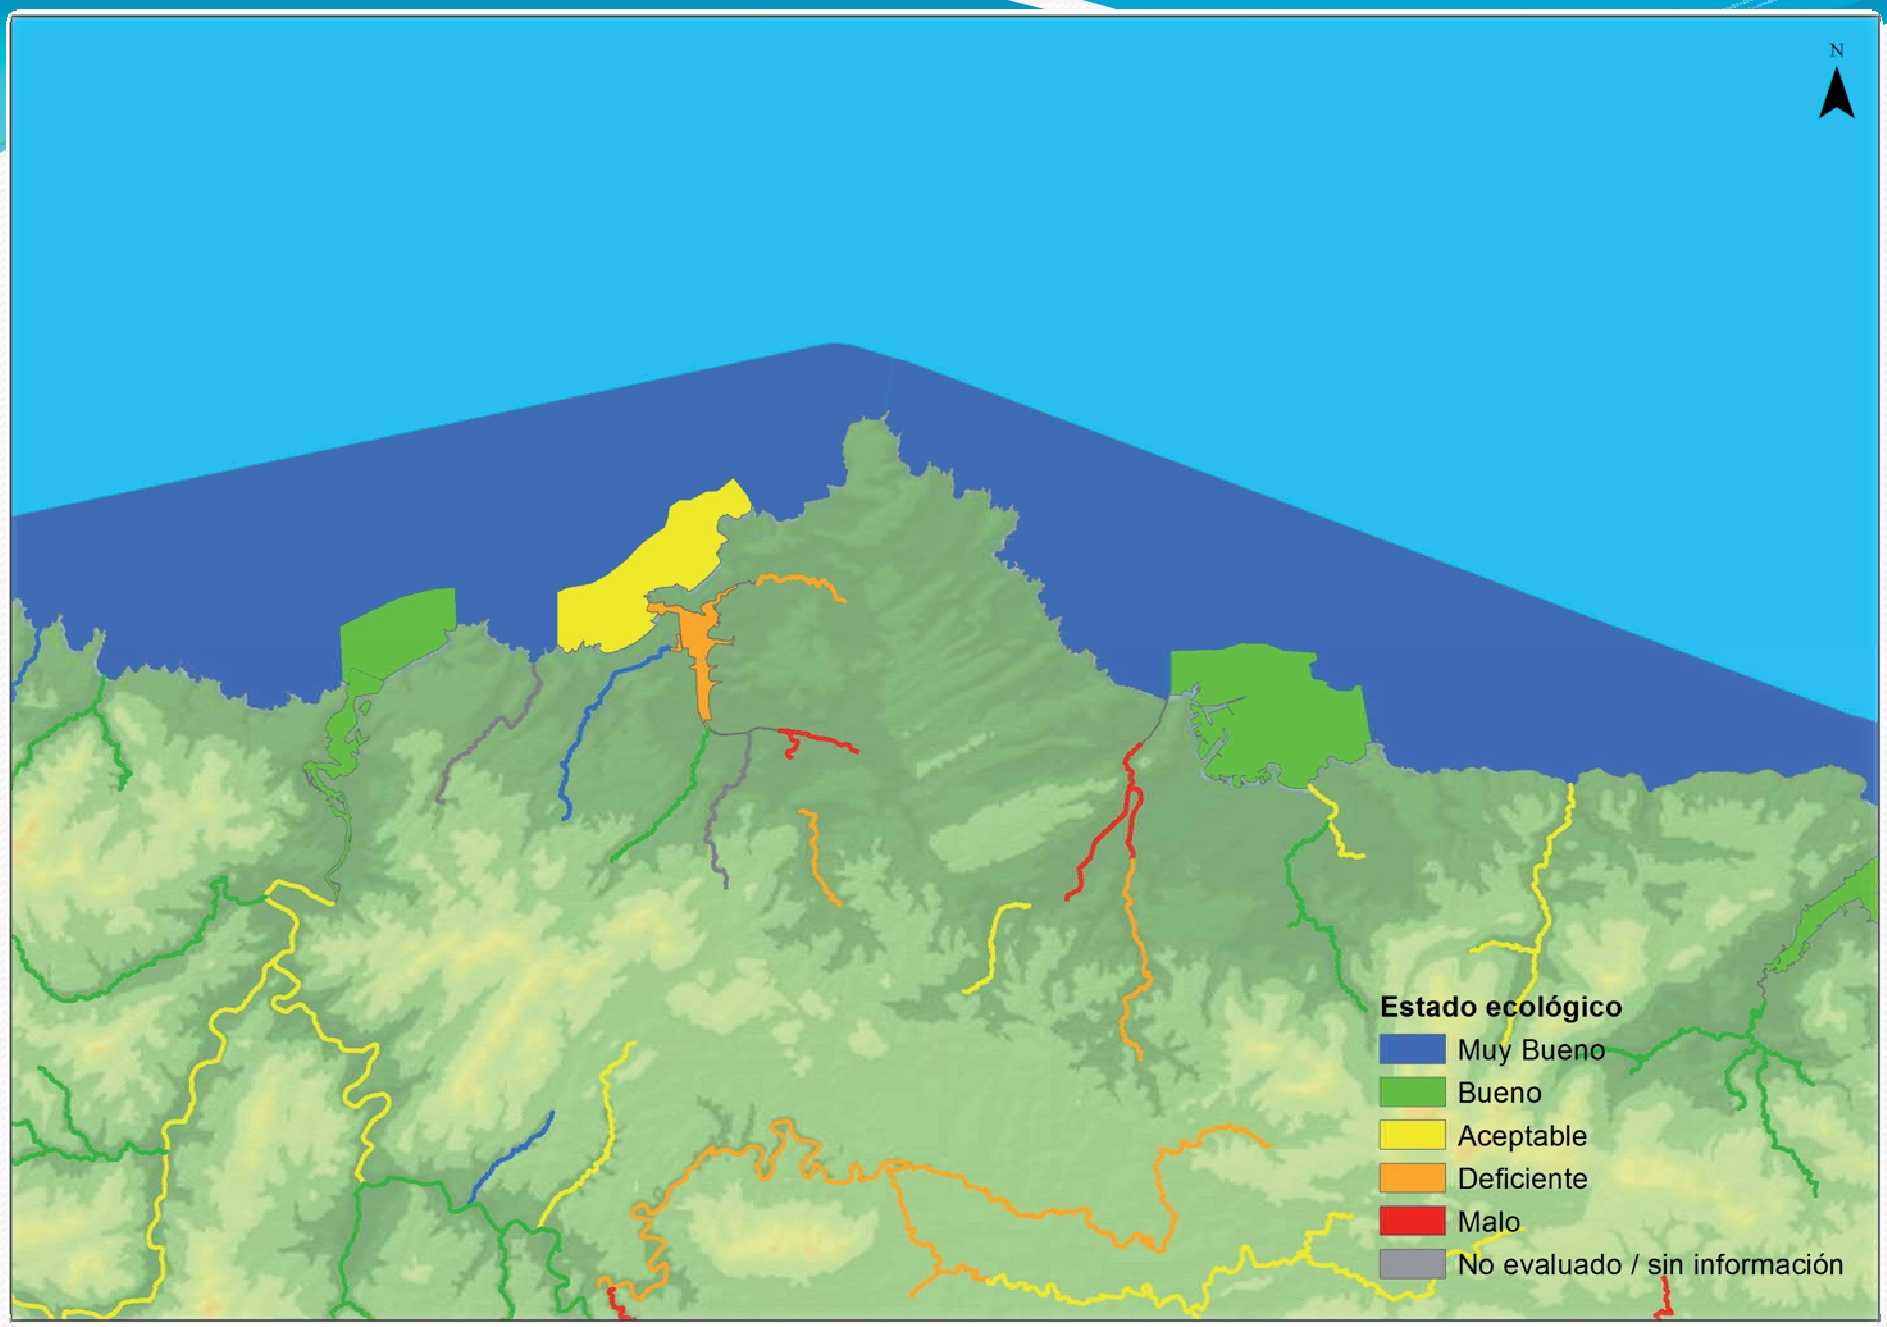 N
Estado ecológico
Muy Bueno
Bueno
Aceptable
Deficiente
Malo
No evaluado / sin información